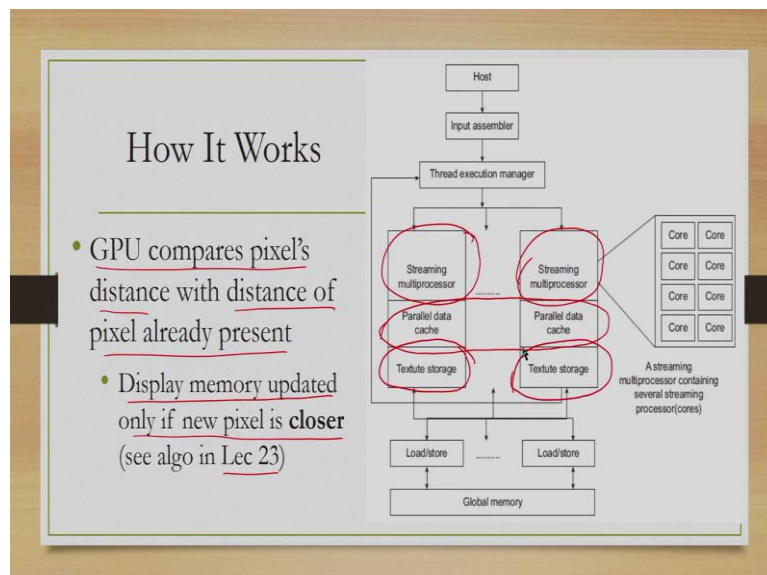 How It Works
• GPU compares pixel's
distance with distance of
pixel already present
• Display memory updated
only if new pixel is closer
(see algo in Lec 23)
Host
Input assembler
Thread execution manager
Streaming
multiprocessor
Streaming
multiprocessor
..........
Parallel data
cache
Parallel data
cache
Textute storage
Textute storage
Core
Core
Core
Core
Core
Core
Core
Core
A streaming
multiprocessor containing
several streaming
processor(cores)
Load/store
..........
Load/store
Global memory